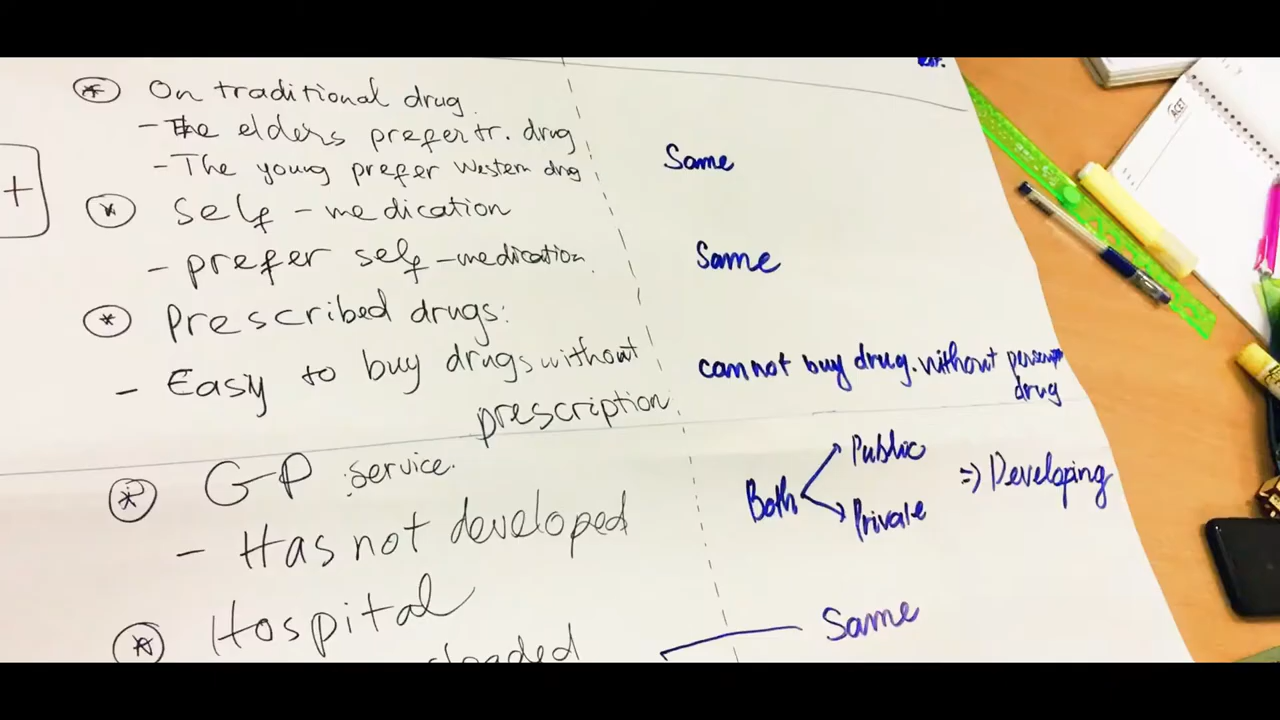 On traditional drug.
- The elders prefer tr. drug
- The young prefer Western drug
Same
+
Self - medication
- prefer self - medication.
Same
Prescribed drugs:
- Easy to buy drugs without
prescription
cannot buy drug. without
drug
GP service.
- Has not developed
Both
Public
Private
=> Developing
Hospital
Same
ACET